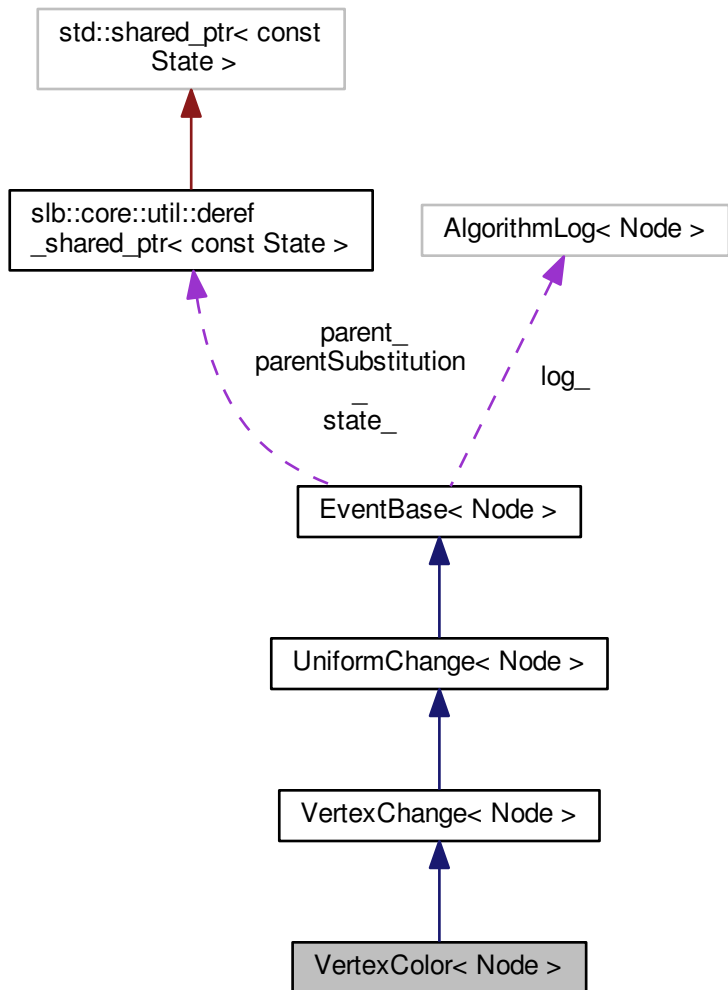 std::shared_ptr< const
State >
slb::core::util::deref
_shared_ptr< const State >
AlgorithmLog< Node >
parent_
parentSubstitution
_
state_
log_
EventBase< Node >
UniformChange< Node >
VertexChange< Node >
VertexColor< Node >